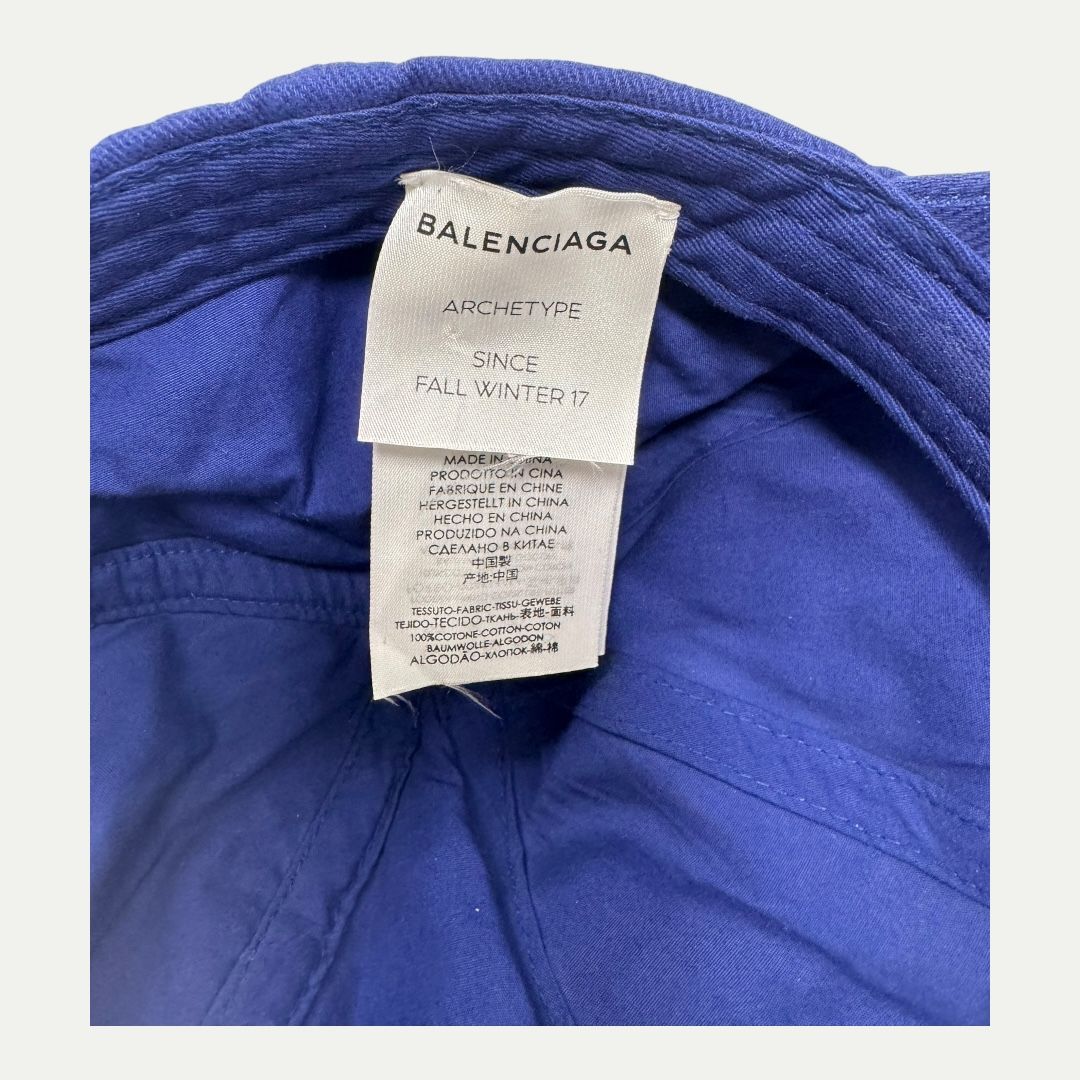 BALENCIAGA
ARCHETYPE
SINCE
FALL WINTER 17
MADE IN CHINA
PRODOTTO IN CINA
FABRIQUE EN CHINE
HERGESTELLT IN CHINA
HECHO EN CHINA
PRODUZIDO NA CHINA
СДЕЛАНО В КИТАЕ
中国製
产地:中国
TESSUTO-FABRIC-TISSU-GEWEBE
TEJIDO-TECIDO-ТКАНЬ-表地-面料
100%COTONE-COTTON-COTON
BAUMWOLLE-ALGODON
ALGODÃO-ХЛОПОК-綿-棉